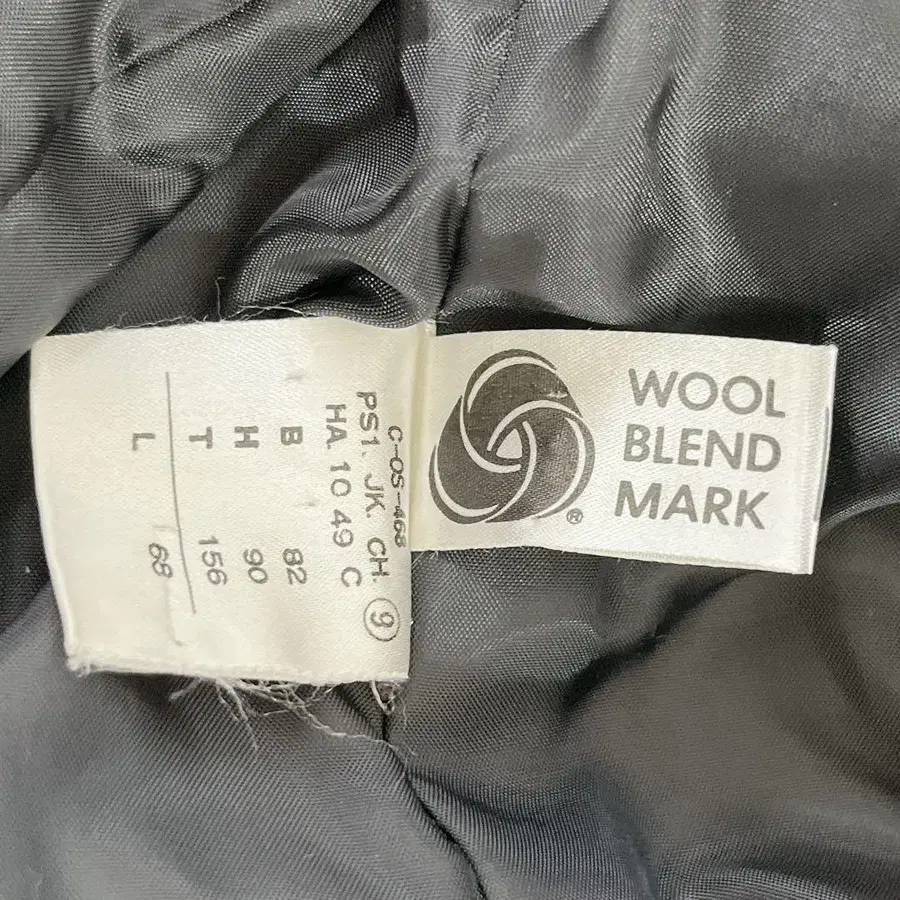 C-05-468
PS1. JK. CH. ⑨
HA. 10 49 C
B 82
H 90
T 156
L 68
WOOL
BLEND
MARK
®